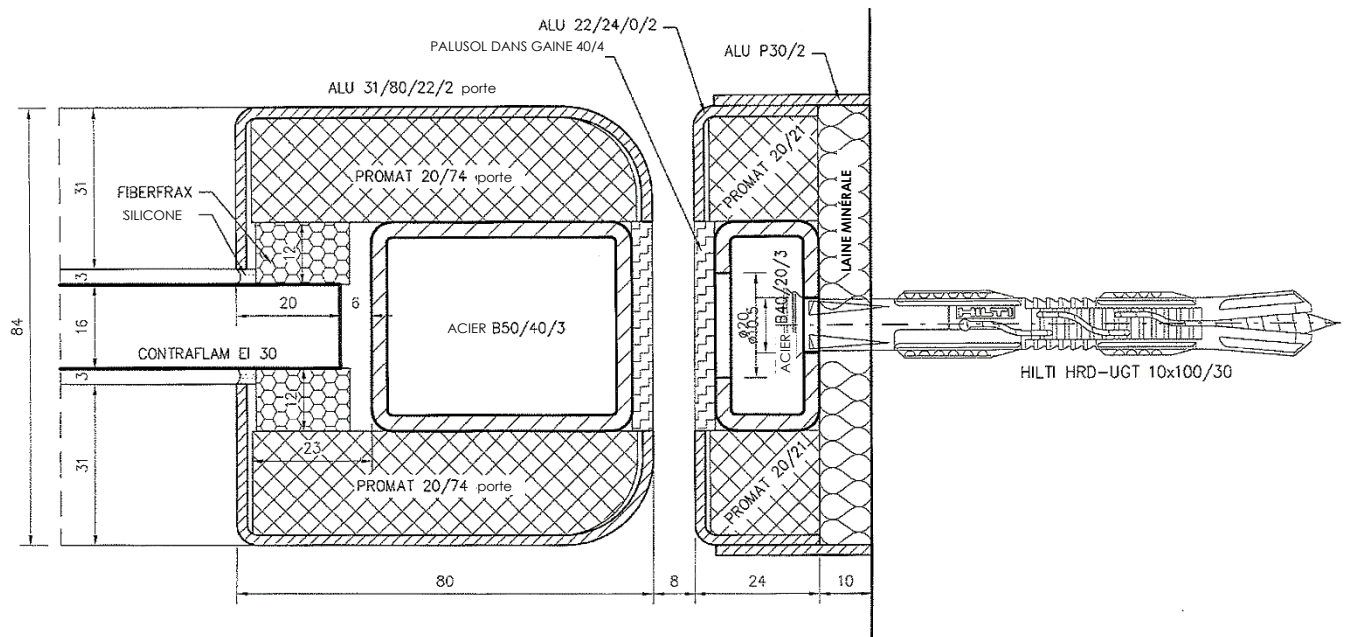 ALU 22/24/0/2
PALUSOL DANS GAINE 40/4
ALU P30/2
ALU 31/80/22/2 porte
PROMAT 20/74 porte
PROMAT 20/21
FIBERFRAX
SILICONE
LAINE MINÉRALE
31
12
3
20
6
84
16
ACIER B50/40/3
Ø20
Ø10.5
ACIER B40/20/3
CONTRAFLAM EI 30
HILTI HRD-UGT 10x100/30
3
12
23
31
PROMAT 20/74 porte
PROMAT 20/21
80
8
24
10